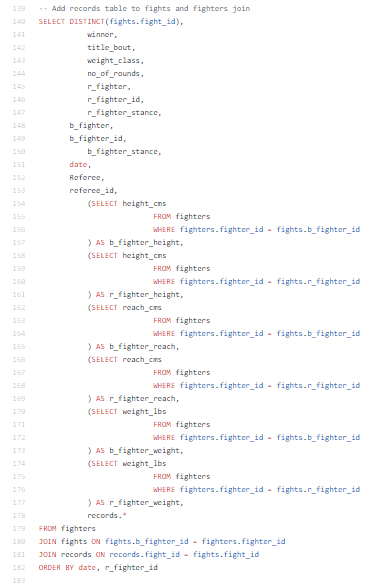 139 -- Add records table to fights and fighters join
140 SELECT DISTINCT(fights.fight_id),
141 winner,
142 title_bout,
143 weight_class,
144 no_of_rounds,
145 r_fighter,
146 r_fighter_id,
147 r_fighter_stance,
148 b_fighter,
149 b_fighter_id,
150 b_fighter_stance,
151 date,
152 Referee,
153 referee_id,
154 (SELECT height_cms
155 FROM fighters
156 WHERE fighters.fighter_id = fights.b_fighter_id
157 ) AS b_fighter_height,
158 (SELECT height_cms
159 FROM fighters
160 WHERE fighters.fighter_id = fights.r_fighter_id
161 ) AS r_fighter_height,
162 (SELECT reach_cms
163 FROM fighters
164 WHERE fighters.fighter_id = fights.b_fighter_id
165 ) AS b_fighter_reach,
166 (SELECT reach_cms
167 FROM fighters
168 WHERE fighters.fighter_id = fights.r_fighter_id
169 ) AS r_fighter_reach,
170 (SELECT weight_lbs
171 FROM fighters
172 WHERE fighters.fighter_id = fights.b_fighter_id
173 ) AS b_fighter_weight,
174 (SELECT weight_lbs
175 FROM fighters
176 WHERE fighters.fighter_id = fights.r_fighter_id
177 ) AS r_fighter_weight,
178 records.*
179 FROM fighters
180 JOIN fights ON fights.b_fighter_id = fighters.fighter_id
181 JOIN records ON records.fight_id = fights.fight_id
182 ORDER BY date, r_fighter_id
183